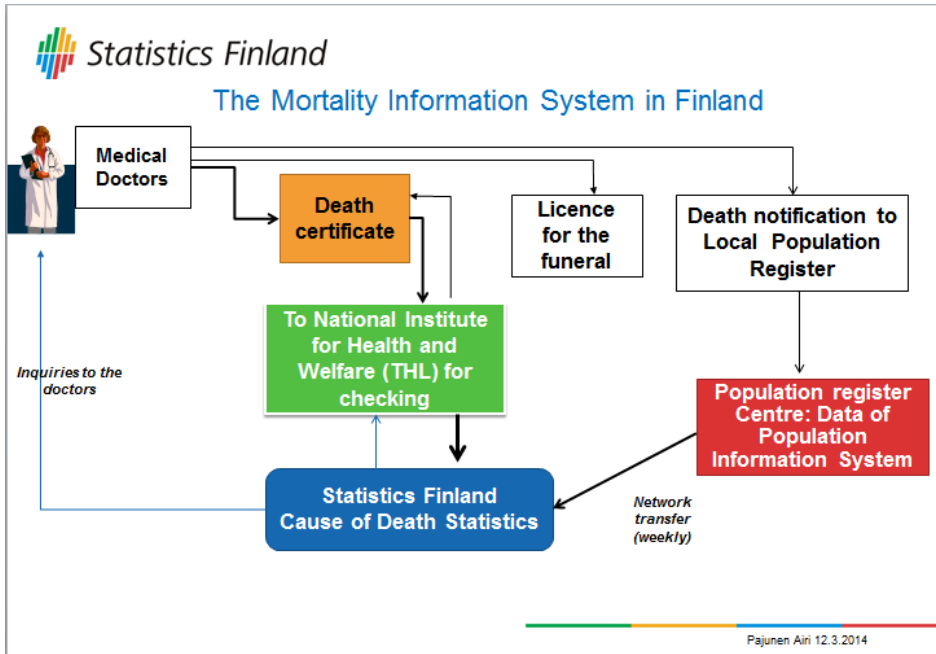 Statistics Finland
The Mortality Information System in Finland
Medical
Doctors
Death
certificate
Licence
for the
funeral
Death notification to
Local Population
Register
To National Institute
for Health and
Welfare (THL) for
checking
Inquiries to the
doctors
Population register
Centre: Data of
Population
Information System
Statistics Finland
Cause of Death Statistics
Network
transfer
(weekly)
Pajunen Airi 12.3.2014